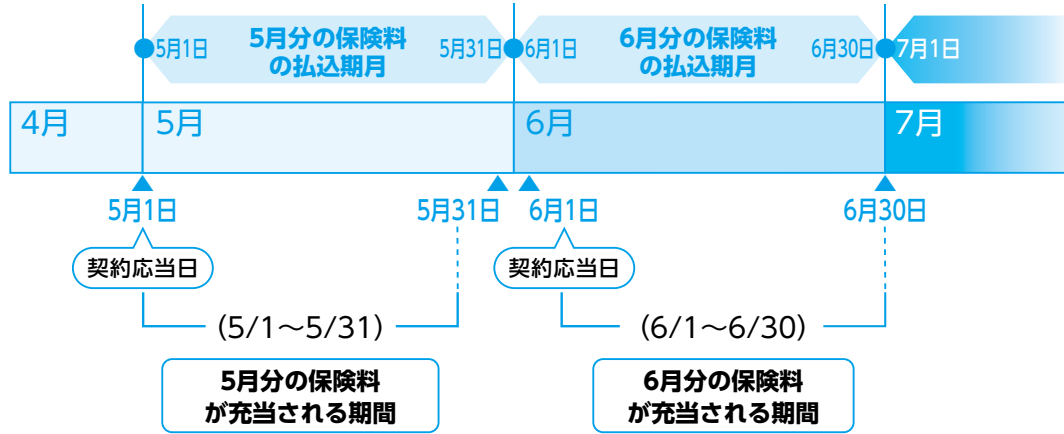 5月1日
5月分の保険料
の払込期月
5月31日
6月1日
6月分の保険料
の払込期月
6月30日
7月1日
4月
5月
6月
7月
5月1日
5月31日
6月1日
6月30日
契約応当日
契約応当日
(5/1〜5/31)
(6/1〜6/30)
5月分の保険料
が充当される期間
6月分の保険料
が充当される期間